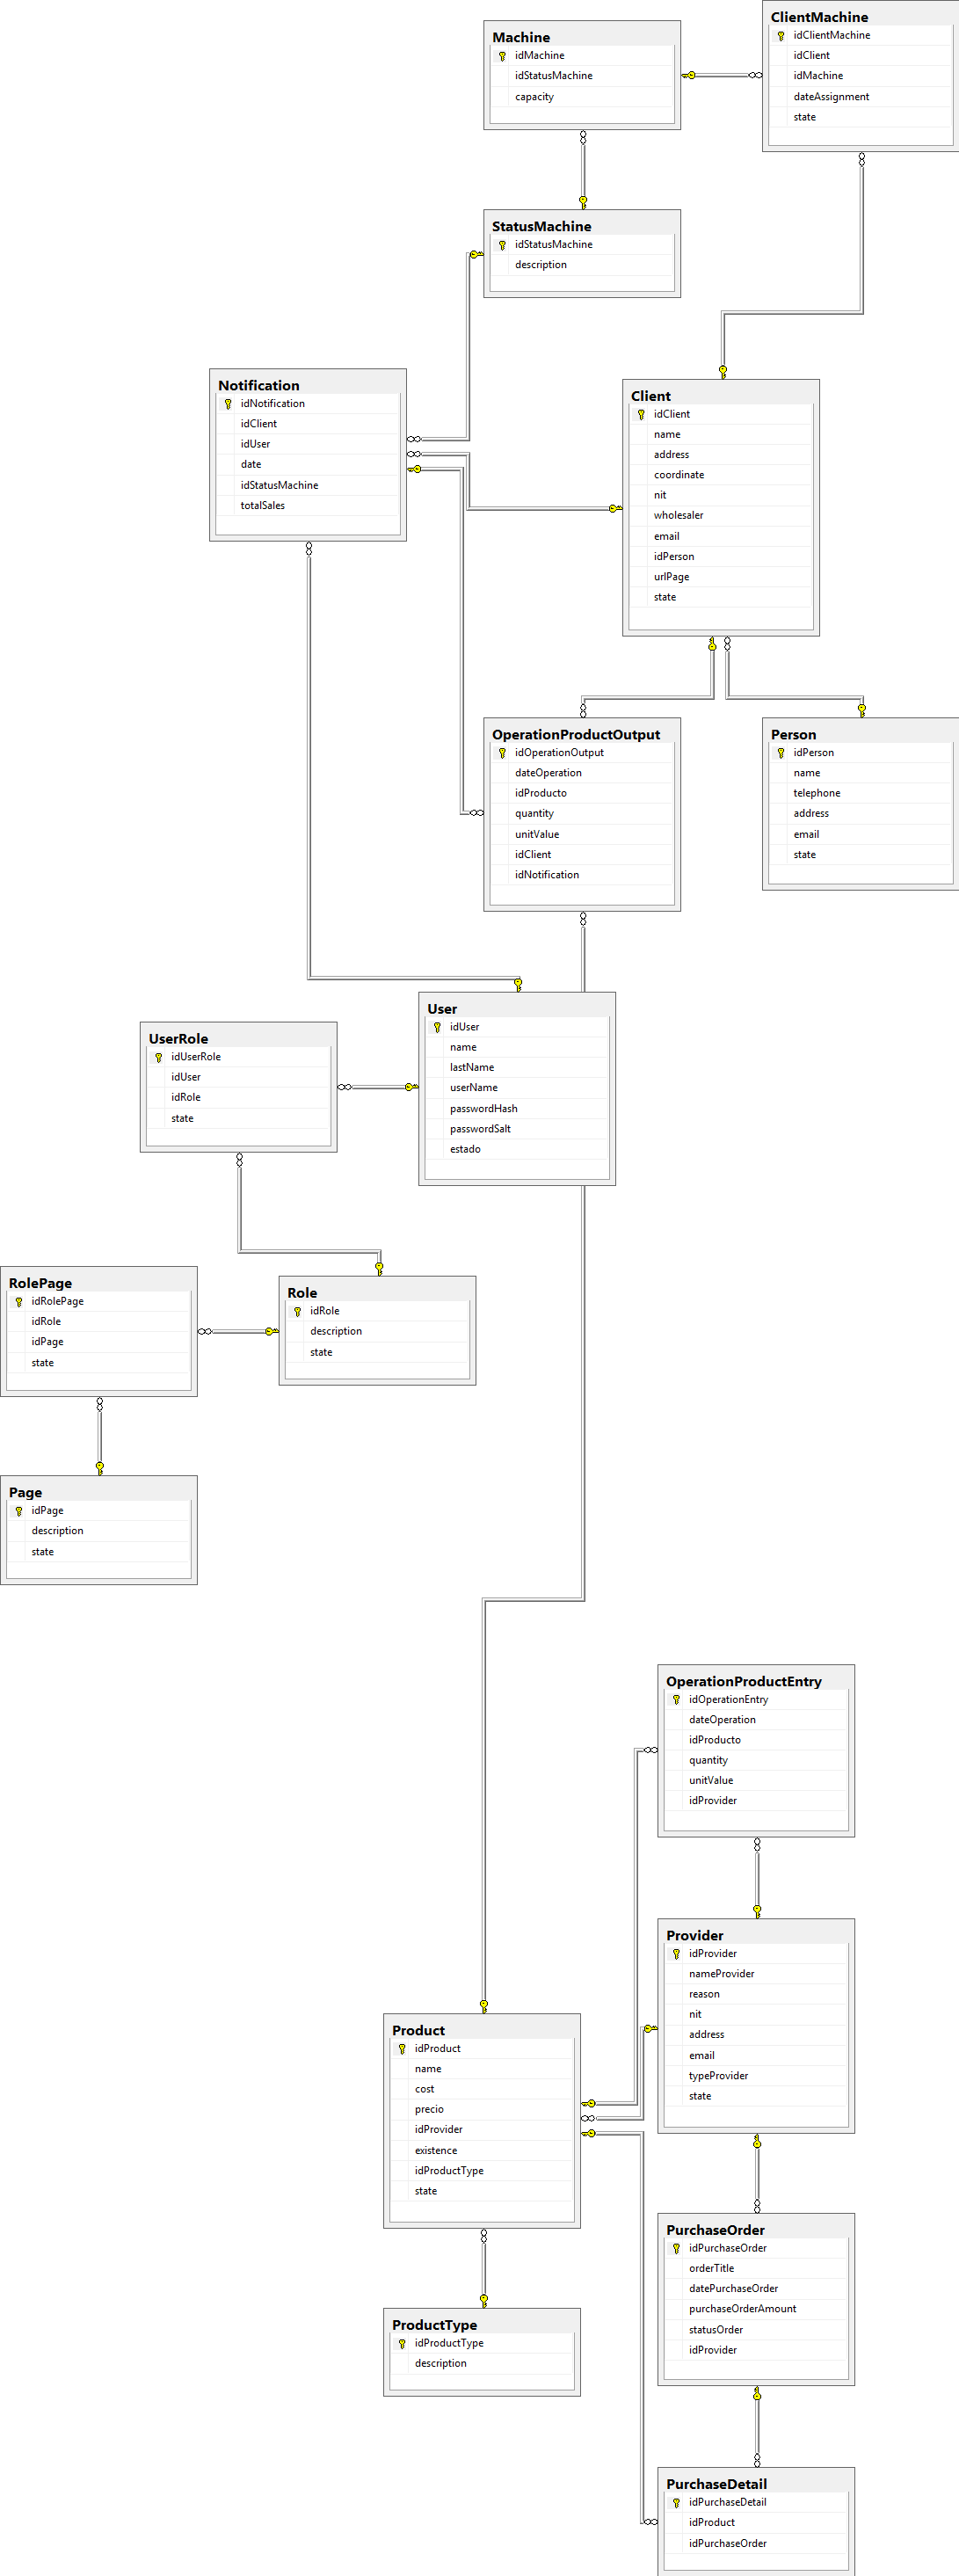 ClientMachine
idClientMachine
idClient
idMachine
dateAssignment
state
Machine
idMachine
idStatusMachine
capacity
StatusMachine
idStatusMachine
description
Notification
idNotification
idClient
idUser
date
idStatusMachine
totalSales
Client
idClient
name
address
coordinate
nit
wholesaler
email
idPerson
urlPage
state
OperationProductOutput
idOperationOutput
dateOperation
idProducto
quantity
unitValue
idClient
idNotification
Person
idPerson
name
telephone
address
email
state
User
idUser
name
lastName
userName
passwordHash
passwordSalt
estado
UserRole
idUserRole
idUser
idRole
state
RolePage
idRolePage
idRole
idPage
state
Role
idRole
description
state
Page
idPage
description
state
OperationProductEntry
idOperationEntry
dateOperation
idProducto
quantity
unitValue
idProvider
Provider
idProvider
nameProvider
reason
nit
address
email
typeProvider
state
Product
idProduct
name
cost
precio
idProvider
existence
idProductType
state
PurchaseOrder
idPurchaseOrder
orderTitle
datePurchaseOrder
purchaseOrderAmount
statusOrder
idProvider
ProductType
idProductType
description
PurchaseDetail
idPurchaseDetail
idProduct
idPurchaseOrder